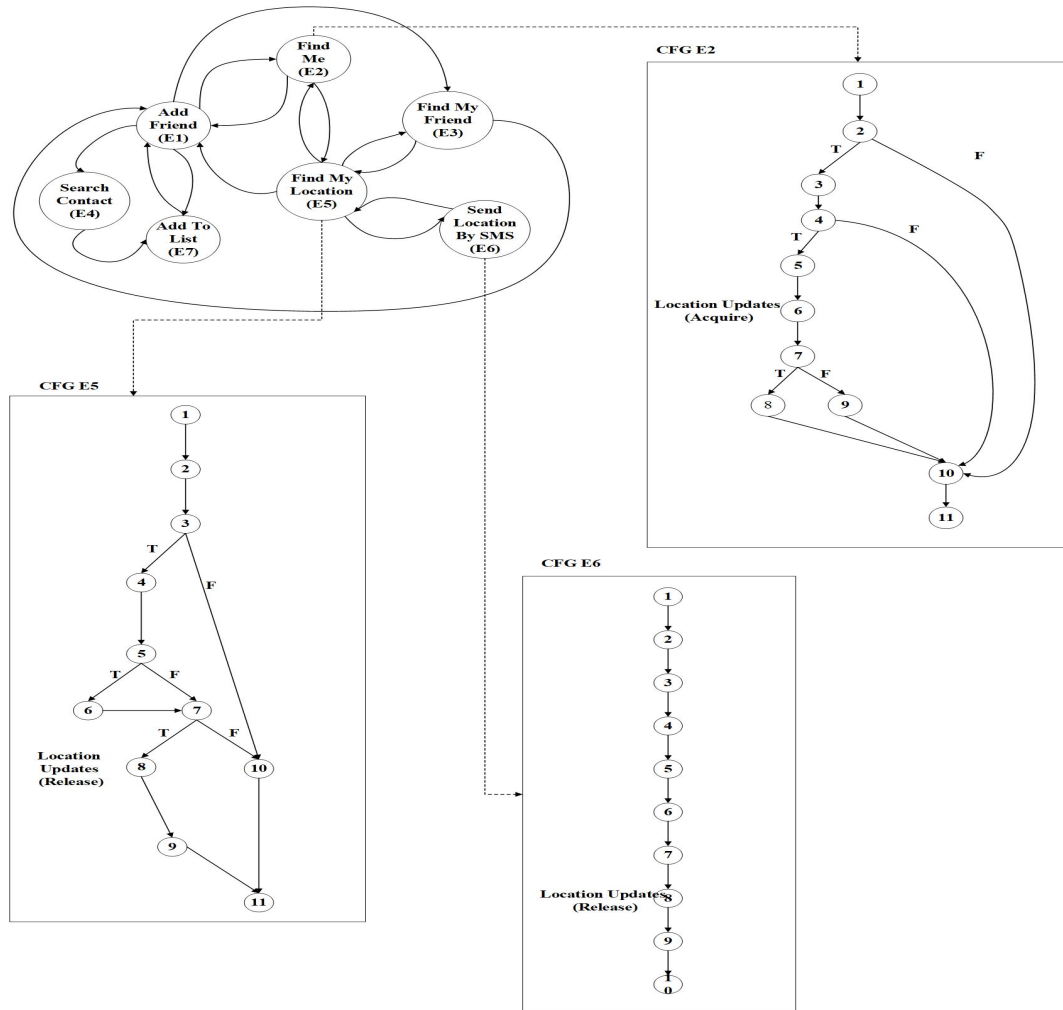 Find
Me
(E2)
CFG E2
Add
Friend
(E1)
Find My
Friend
(E3)
Search
Contact
(E4)
Find My
Location
(E5)
Add To
List
(E7)
Send
Location
By SMS
(E6)
1
2
T
F
3
4
T
F
5
Location Updates
(Acquire)
6
7
T
F
8
9
10
11
CFG E5
1
2
3
T
F
4
5
T
F
6
7
T
F
Location
Updates
(Release)
8
10
9
11
CFG E6
1
2
3
4
5
6
7
Location Updates
(Release)
8
9
1
0